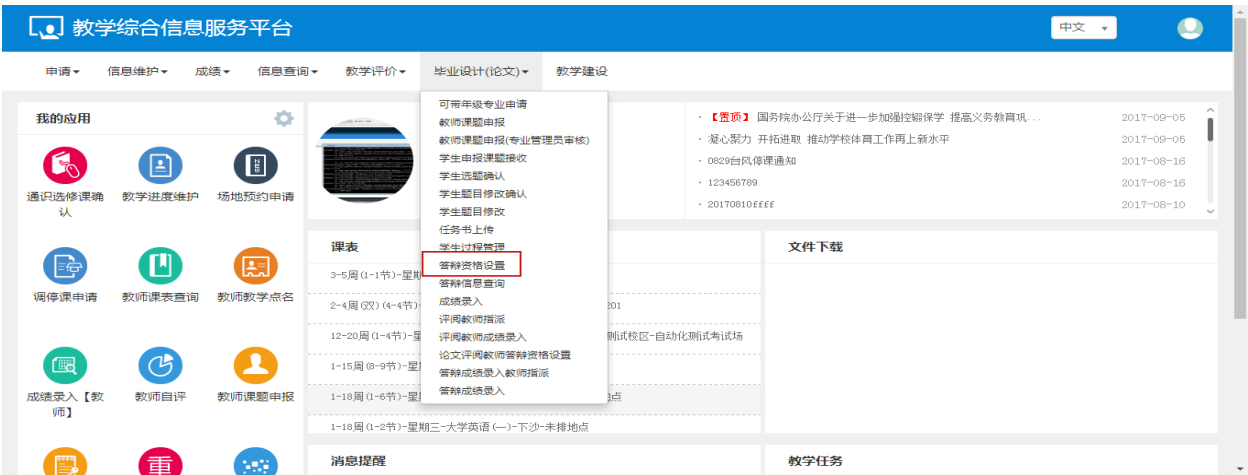 教学综合信息服务平台
中文
申请 信息维护 成绩 信息查询 教学评价 毕业设计(论文) 教学建设
我的应用
通识选修课确认
教学进度维护
场地预约申请
调停课申请
教师课表查询
教师教学点名
成绩录入【教师】
教师自评
教师课题申报
重
可带年级专业申请
教师课题申报
教师课题申报(专业管理员审核)
学生申报课题接收
学生选题确认
学生题目修改确认
学生题目修改
任务书上传
学生过程管理
答辩资格设置
答辩信息查询
成绩录入
评阅教师指派
评阅教师成绩录入
论文评阅教师答辩资格设置
答辩成绩录入教师指派
答辩成绩录入
· 【置顶】 国务院办公厅关于进一步加强控辍保学 提高义务教育巩... 2017-09-05
· 凝心聚力 开拓进取 推动学校体育工作再上新水平 2017-09-05
· 0829台风停课通知 2017-08-16
· 123456789 2017-08-16
· 20170810ffff 2017-08-10
课表
3-5周(1-1节)-星期
2-4周(双)(4-4节)- 201
12-20周(1-4节)-星 测试校区-自动化测试考试场
1-15周(8-9节)-星
1-18周(1-6节)-星 地点
1-18周(1-2节)-星期三-大学英语(一)-下沙-未排地点
文件下载
消息提醒
教学任务